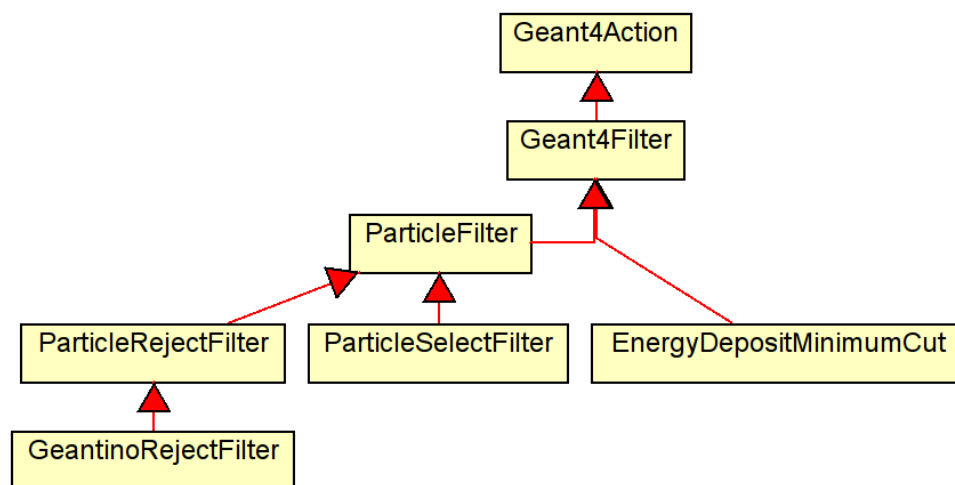 Geant4Action
Geant4Filter
ParticleFilter
ParticleRejectFilter
ParticleSelectFilter
EnergyDepositMinimumCut
GeantinoRejectFilter